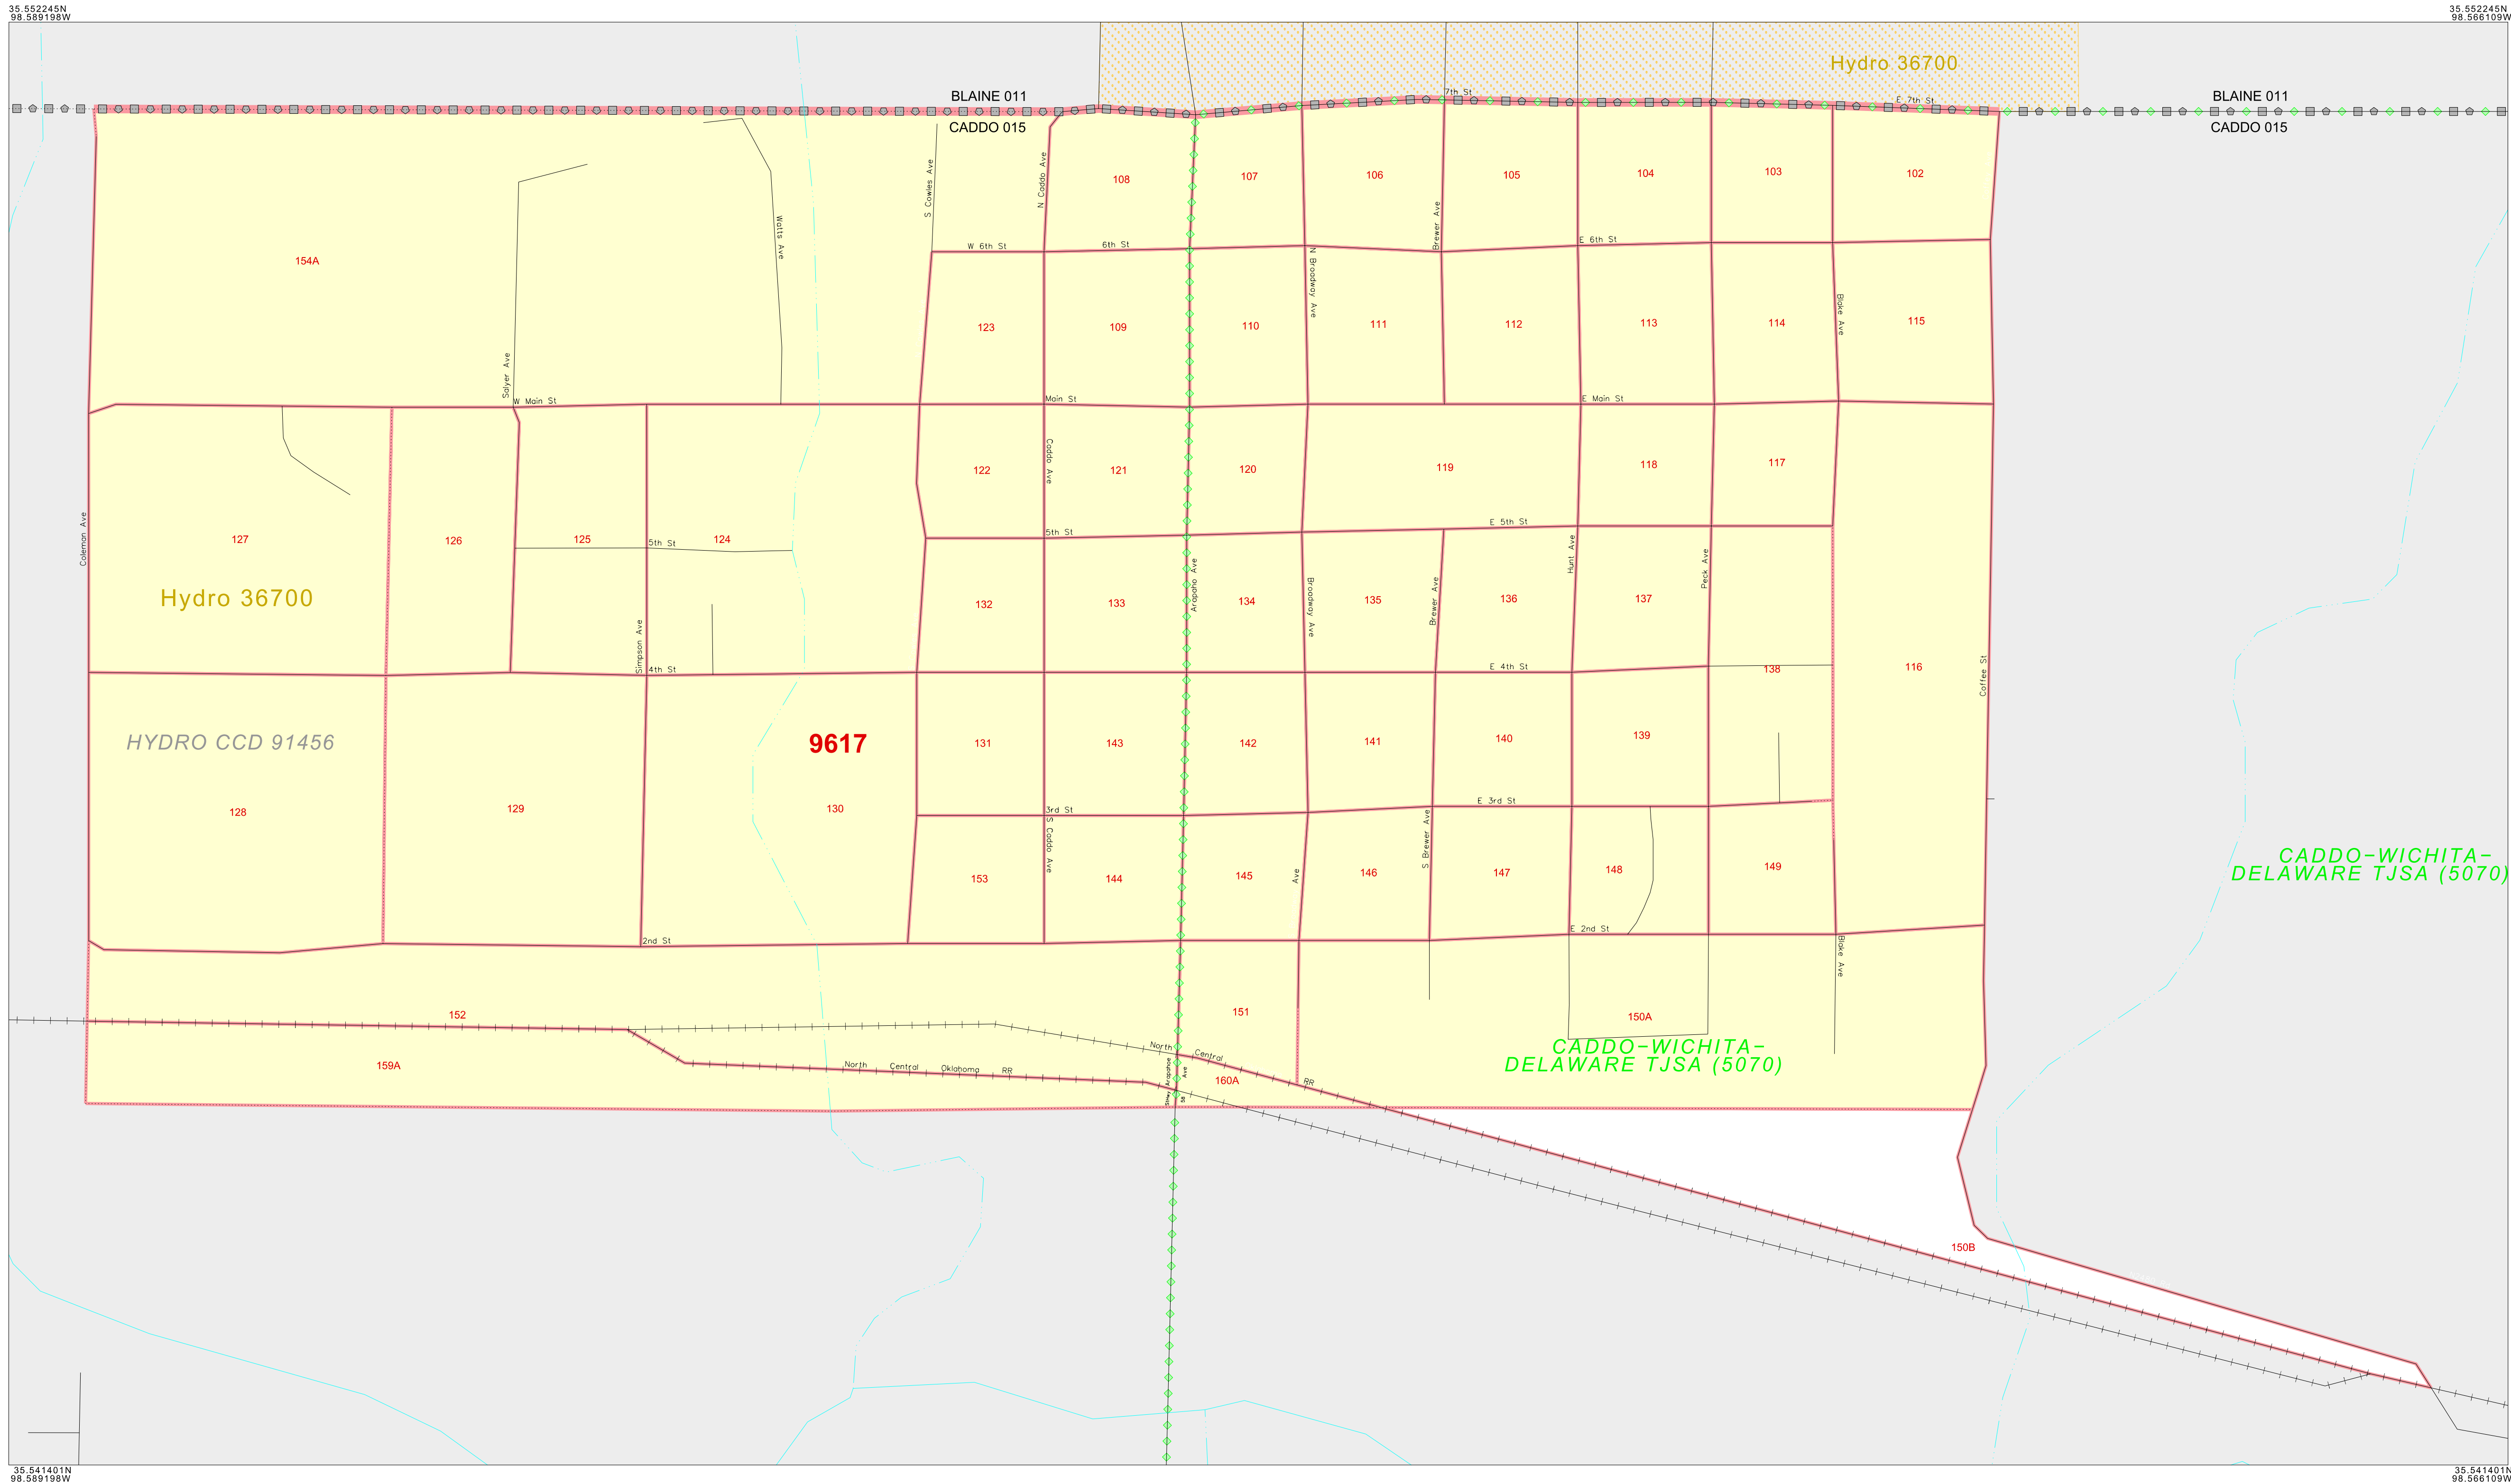 35.552245N
98.589198W
35.552245N
98.566109W
Hydro 36700
BLAINE 011
7th St
E 7th St
BLAINE 011
CADDO 015
CADDO 015
S Cowles Ave
N Caddo Ave
108
107
106
105
104
103
102
Watts Ave
Brewer Ave
W 6th St
6th St
E 6th St
154A
N Broadway Ave
Blake Ave
123
109
110
111
112
113
114
115
Salyer Ave
W Main St
Main St
E Main St
Caddo Ave
122
121
120
119
118
117
Coleman Ave
127
126
125
124
5th St
5th St
E 5th St
Hunt Ave
Peck Ave
Arapaho Ave
Broadway Ave
Brewer Ave
Hydro 36700
132
133
134
135
136
137
Simpson Ave
4th St
E 4th St
138
116
Coffee St
HYDRO CCD 91456
9617
131
143
142
141
140
139
128
129
130
3rd St
E 3rd St
S Caddo Ave
S Brewer Ave
Ave
153
144
145
146
147
148
149
CADDO-WICHITA-
DELAWARE TJSA (5070)
2nd St
E 2nd St
Blake Ave
152
151
150A
North Central RR
CADDO-WICHITA-
DELAWARE TJSA (5070)
159A
North Central Oklahoma RR
Arapahoe Ave
StHwy 58
160A
150B
35.541401N
98.589198W
35.541401N
98.566109W